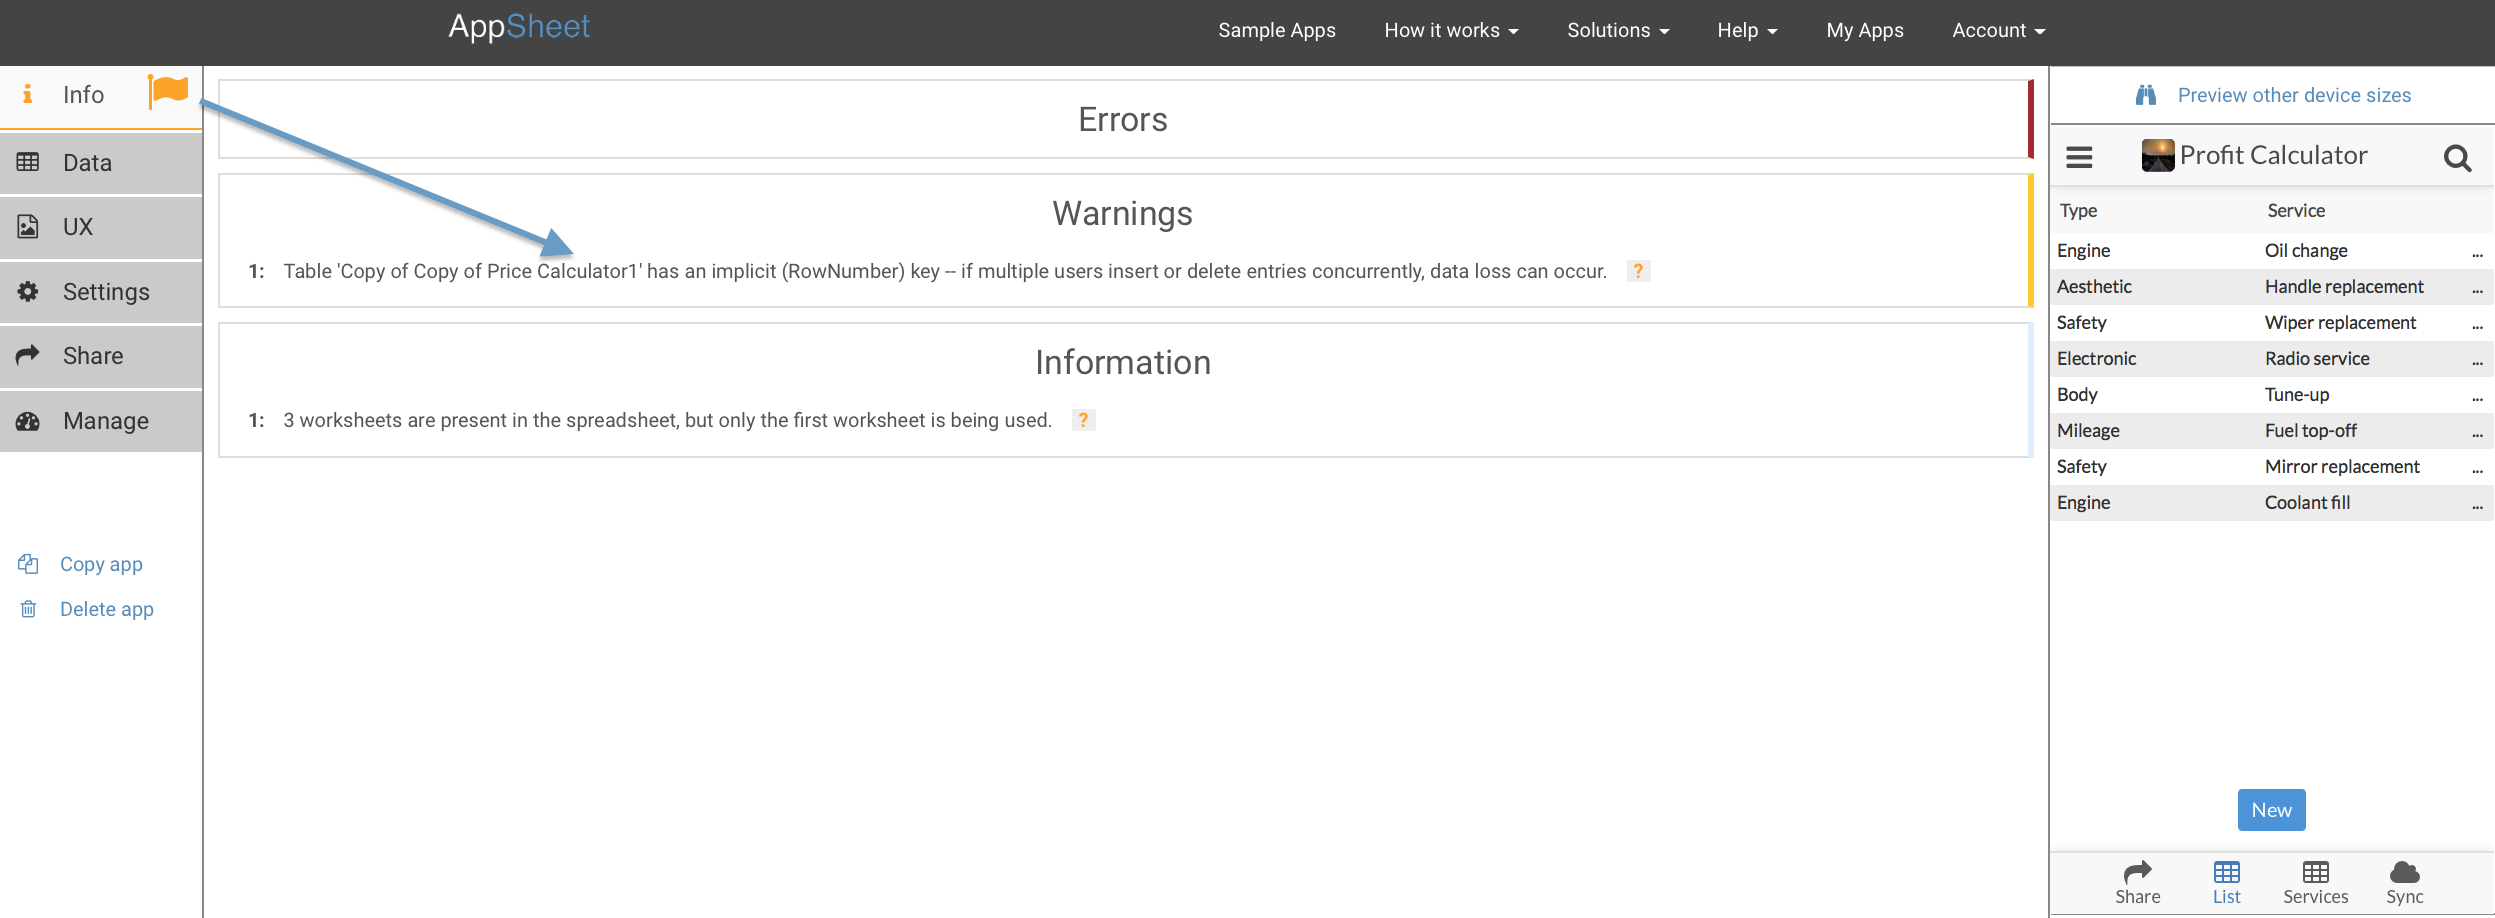 AppSheet
Sample Apps How it works Solutions Help My Apps Account
Info
Data
UX
Settings
Share
Manage
Copy app
Delete app
Errors
Warnings
1: Table 'Copy of Copy of Price Calculator1' has an implicit (RowNumber) key -- if multiple users insert or delete entries concurrently, data loss can occur. ?
Information
1: 3 worksheets are present in the spreadsheet, but only the first worksheet is being used. ?
Preview other device sizes
Profit Calculator
Type Service
Engine Oil change ...
Aesthetic Handle replacement ...
Safety Wiper replacement ...
Electronic Radio service ...
Body Tune-up ...
Mileage Fuel top-off ...
Safety Mirror replacement ...
Engine Coolant fill ...
New
Share List Services Sync